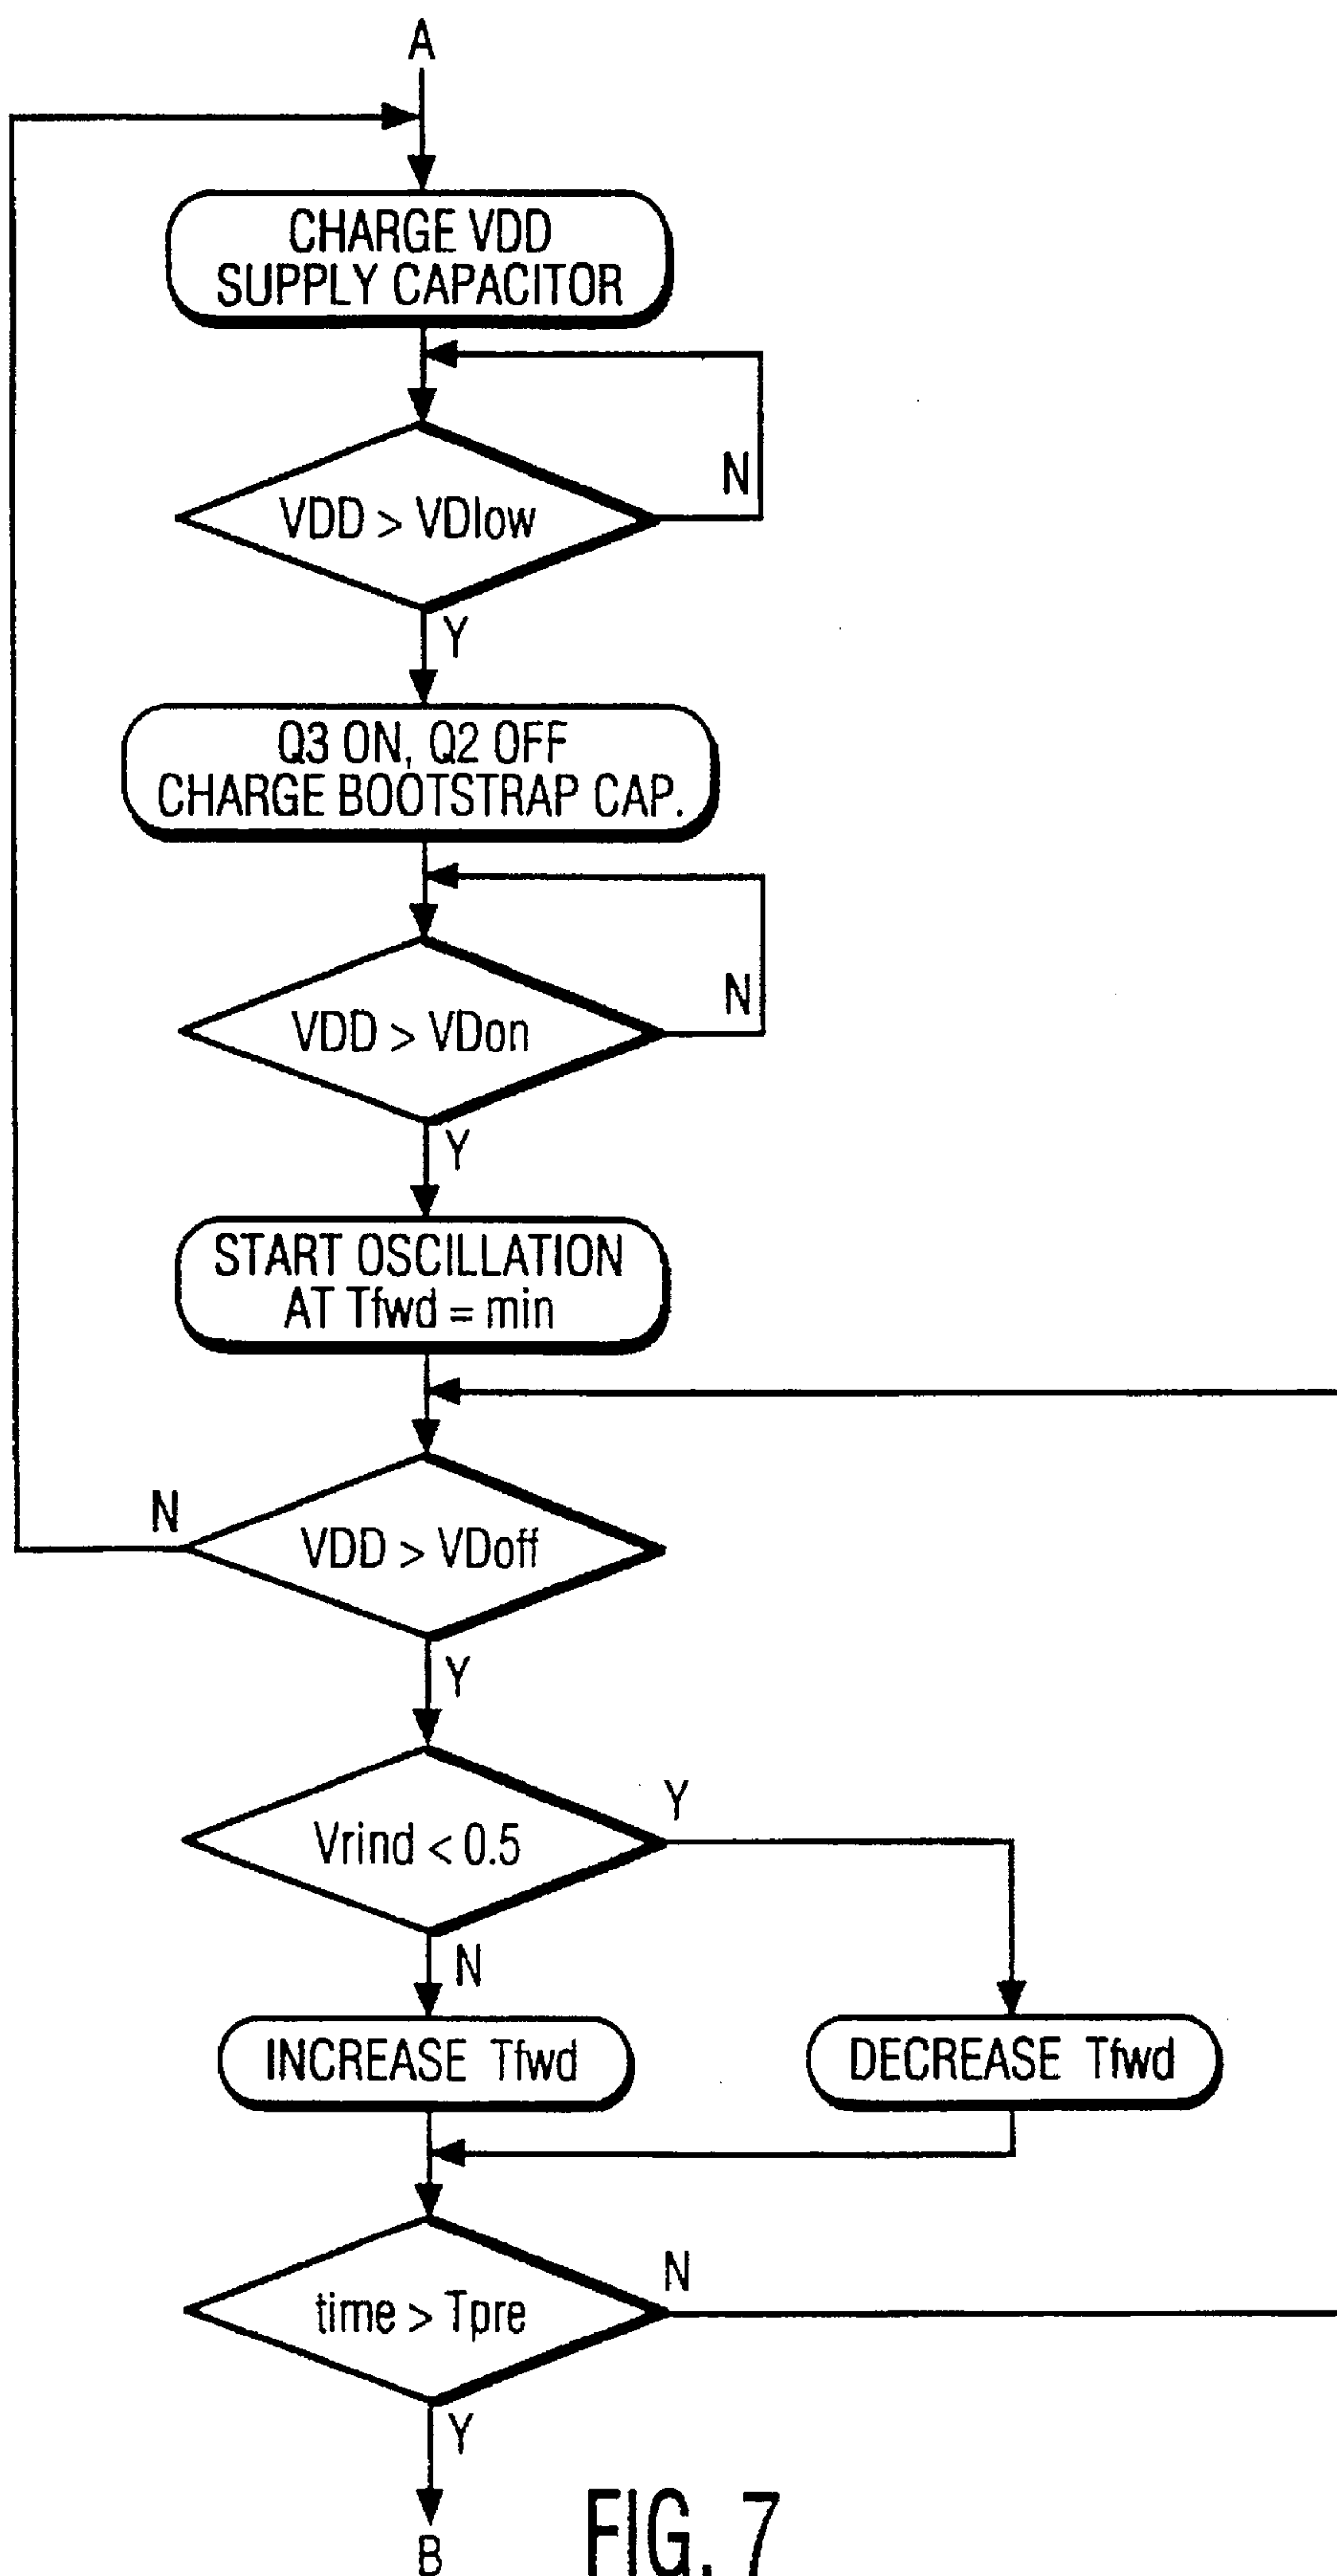 A
CHARGE VDD
SUPPLY CAPACITOR
N
VDD > VDlow
Y
Q3 ON, Q2 OFF
CHARGE BOOTSTRAP CAP.
N
VDD > VDon
Y
START OSCILLATION
AT Tfwd = min
N
VDD > VDoff
Y
Y
Vrind < 0.5
N
INCREASE Tfwd
DECREASE Tfwd
N
time > Tpre
Y
B
FIG. 7